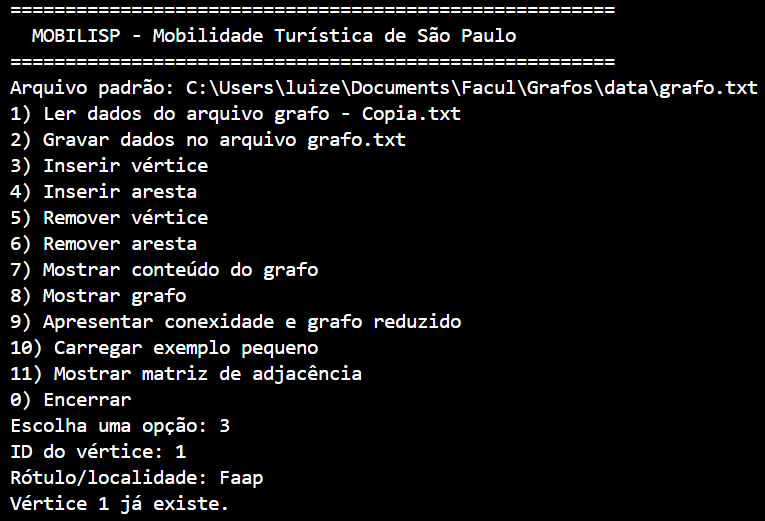 =======================================================
MOBILISP - Mobilidade Turística de São Paulo
=======================================================
Arquivo padrão: C:\Users\luize\Documents\Facul\Grafos\data\grafo.txt
1) Ler dados do arquivo grafo - Copia.txt
2) Gravar dados no arquivo grafo.txt
3) Inserir vértice
4) Inserir aresta
5) Remover vértice
6) Remover aresta
7) Mostrar conteúdo do grafo
8) Mostrar grafo
9) Apresentar conexidade e grafo reduzido
10) Carregar exemplo pequeno
11) Mostrar matriz de adjacência
0) Encerrar
Escolha uma opção: 3
ID do vértice: 1
Rótulo/localidade: Faap
Vértice 1 já existe.